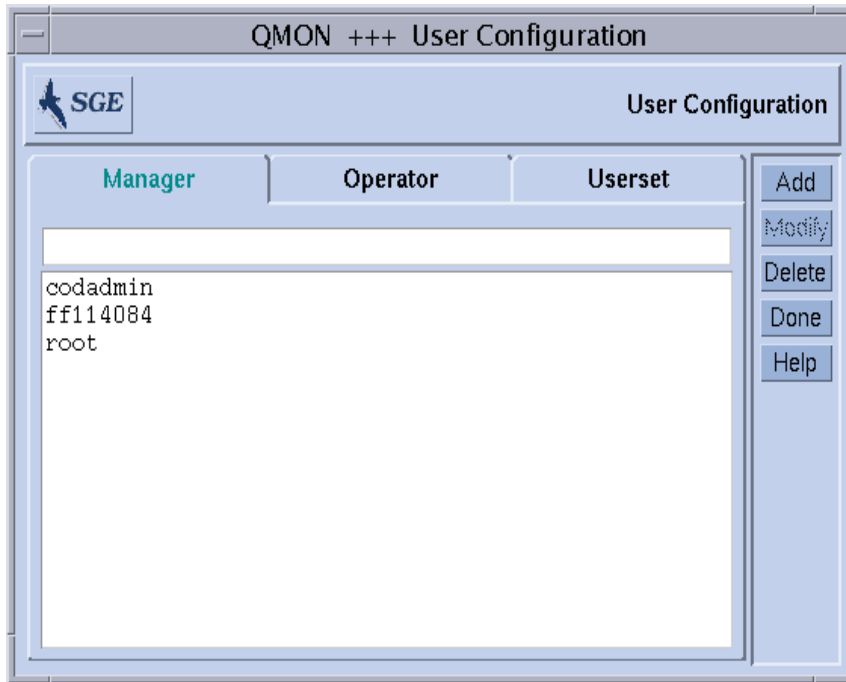 QMON +++ User Configuration
SGE
User Configuration
Manager
Operator
Userset
Add
Modify
Delete
Done
Help
codadmin
ff114084
root